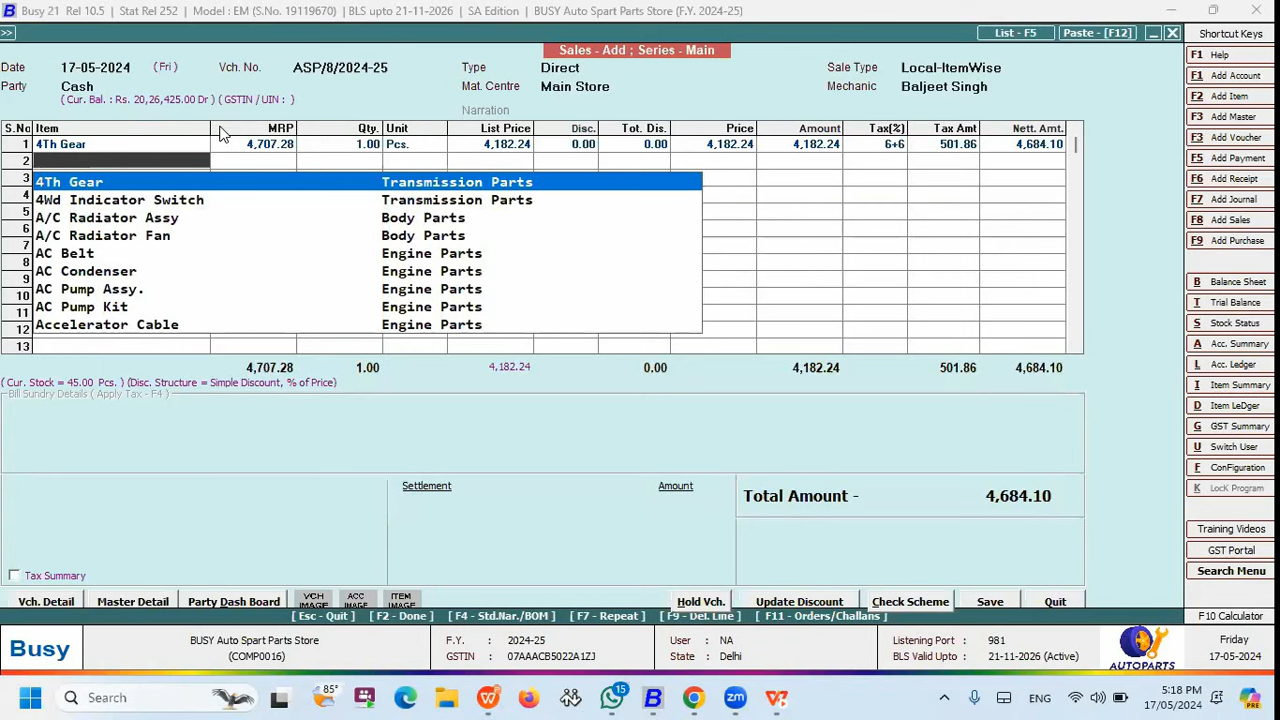 Busy 21 Rel 10.5 | Stat Rel 252 | Model : EM (S.No. 19119670) | BLS upto 21-11-2026 | SA Edition | BUSY Auto Spart Parts Store (F.Y. 2024-25)
>> List - F5 Paste - [F12]
Sales - Add ; Series - Main
Date 17-05-2024 (Fri) Vch. No. ASP/8/2024-25 Type Direct Sale Type Local-ItemWise
Party Cash Mat. Centre Main Store Mechanic Baljeet Singh
( Cur. Bal. : Rs. 20,26,425.00 Dr ) ( GSTIN / UIN : ) Narration
S.No Item MRP Qty. Unit List Price Disc. Tot. Dis. Price Amount Tax(%) Tax Amt Nett. Amt.
1 4Th Gear 4,707.28 1.00 Pcs. 4,182.24 0.00 0.00 4,182.24 4,182.24 6+6 501.86 4,684.10
2
3 4Th Gear Transmission Parts
4 4Wd Indicator Switch Transmission Parts
5 A/C Radiator Assy Body Parts
6 A/C Radiator Fan Body Parts
7 AC Belt Engine Parts
8 AC Condenser Engine Parts
9
10 AC Pump Assy. Engine Parts
11 AC Pump Kit Engine Parts
12 Accelerator Cable Engine Parts
13
4,707.28 1.00 4,182.24 0.00 4,182.24 501.86 4,684.10
( Cur. Stock = 45.00 Pcs. ) (Disc. Structure = Simple Discount, % of Price)
Bill Sundry Details ( Apply Tax - F4 )
Settlement Amount
Total Amount - 4,684.10
Tax Summary
Vch. Detail Master Detail Party Dash Board VCH IMAGE ACC IMAGE ITEM IMAGE Hold Vch. Update Discount Check Scheme Save Quit
[ Esc - Quit ] [ F2 - Done ] [ F4 - Std.Nar./BOM ] [ F7 - Repeat ] [ F9 - Del. Line ] [ F11 - Orders/Challans ]
Shortcut Keys
F1 Help
F1 Add Account
F2 Add Item
F3 Add Master
F3 Add Voucher
F5 Add Payment
F6 Add Receipt
F7 Add Journal
F8 Add Sales
F9 Add Purchase
B Balance Sheet
T Trial Balance
S Stock Status
A Acc. Summary
L Acc. Ledger
I Item Summary
D Item LeDger
G GST Summary
U Switch User
F ConFiguration
K LocK Program
Training Videos
GST Portal
Search Menu
F10 Calculator
Busy BUSY Auto Spart Parts Store F.Y. : 2024-25 User : NA Listening Port : 981 Friday
(COMP0016) GSTIN : 07AAACB5022A1ZJ State : Delhi BLS Valid Upto : 21-11-2026 (Active) AUTOPARTS 17-05-2024
Search 85° 15 zm ENG 5:18 PM PRE
17/05/2024